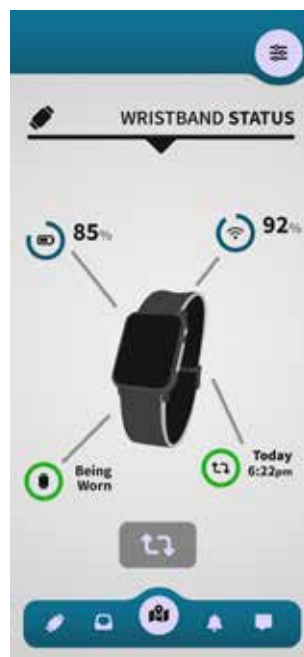 WRISTBAND STATUS
85%
92%
Being
Worn
Today
6:22pm